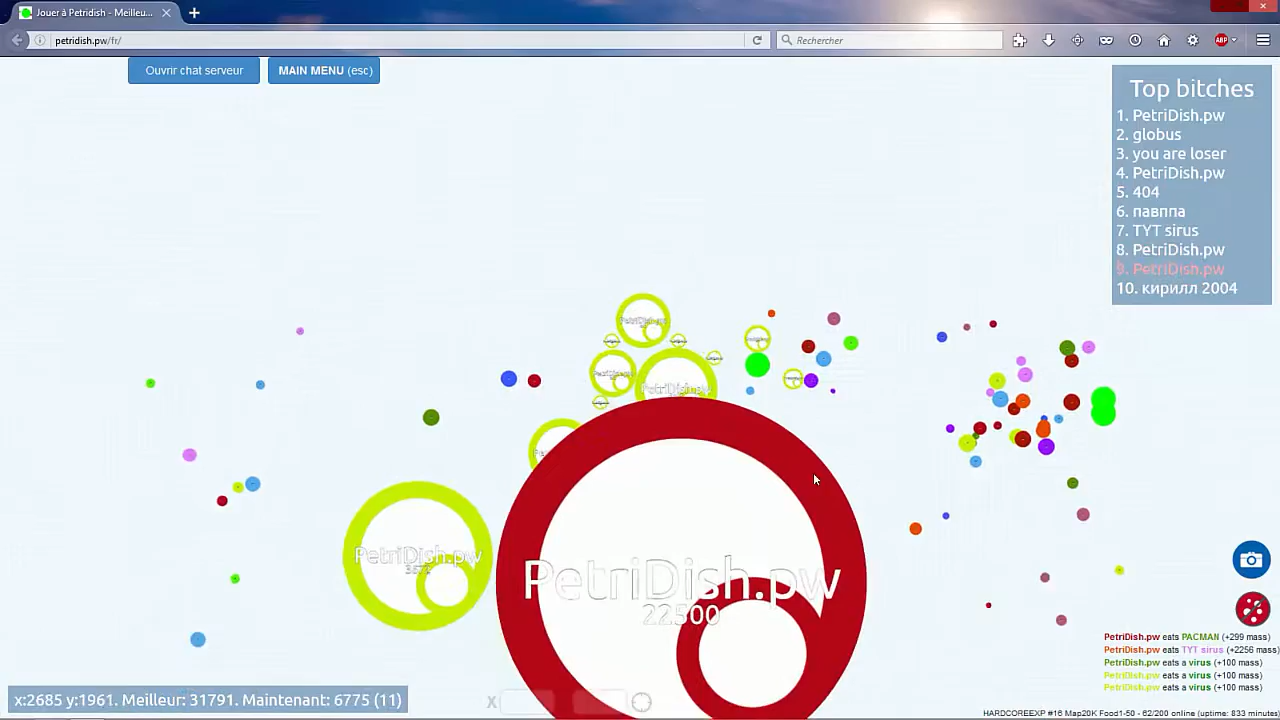 Jouer à Petridish - Meilleu...
petridish.pw/fr/
Rechercher
ABP
Ouvrir chat serveur
MAIN MENU (esc)
Top bitches
1. PetriDish.pw
2. globus
3. you are loser
4. PetriDish.pw
5. 404
6. павппа
7. TYT sirus
8. PetriDish.pw
9. PetriDish.pw
10. кирилл 2004
PetriDish.pw
PetriDish.pw
PetriDish.pw
PetriDish.pw
22500
PetriDish.pw eats PACMAN (+299 mass)
PetriDish.pw eats TYT sirus (+2256 mass)
PetriDish.pw eats a virus (+100 mass)
PetriDish.pw eats a virus (+100 mass)
PetriDish.pw eats a virus (+100 mass)
x:2685 y:1961. Meilleur: 31791. Maintenant: 6775 (11)
X
HARDCOREEXP #16 Map20K Food1-50 - 62/200 online (uptime: 833 minutes)